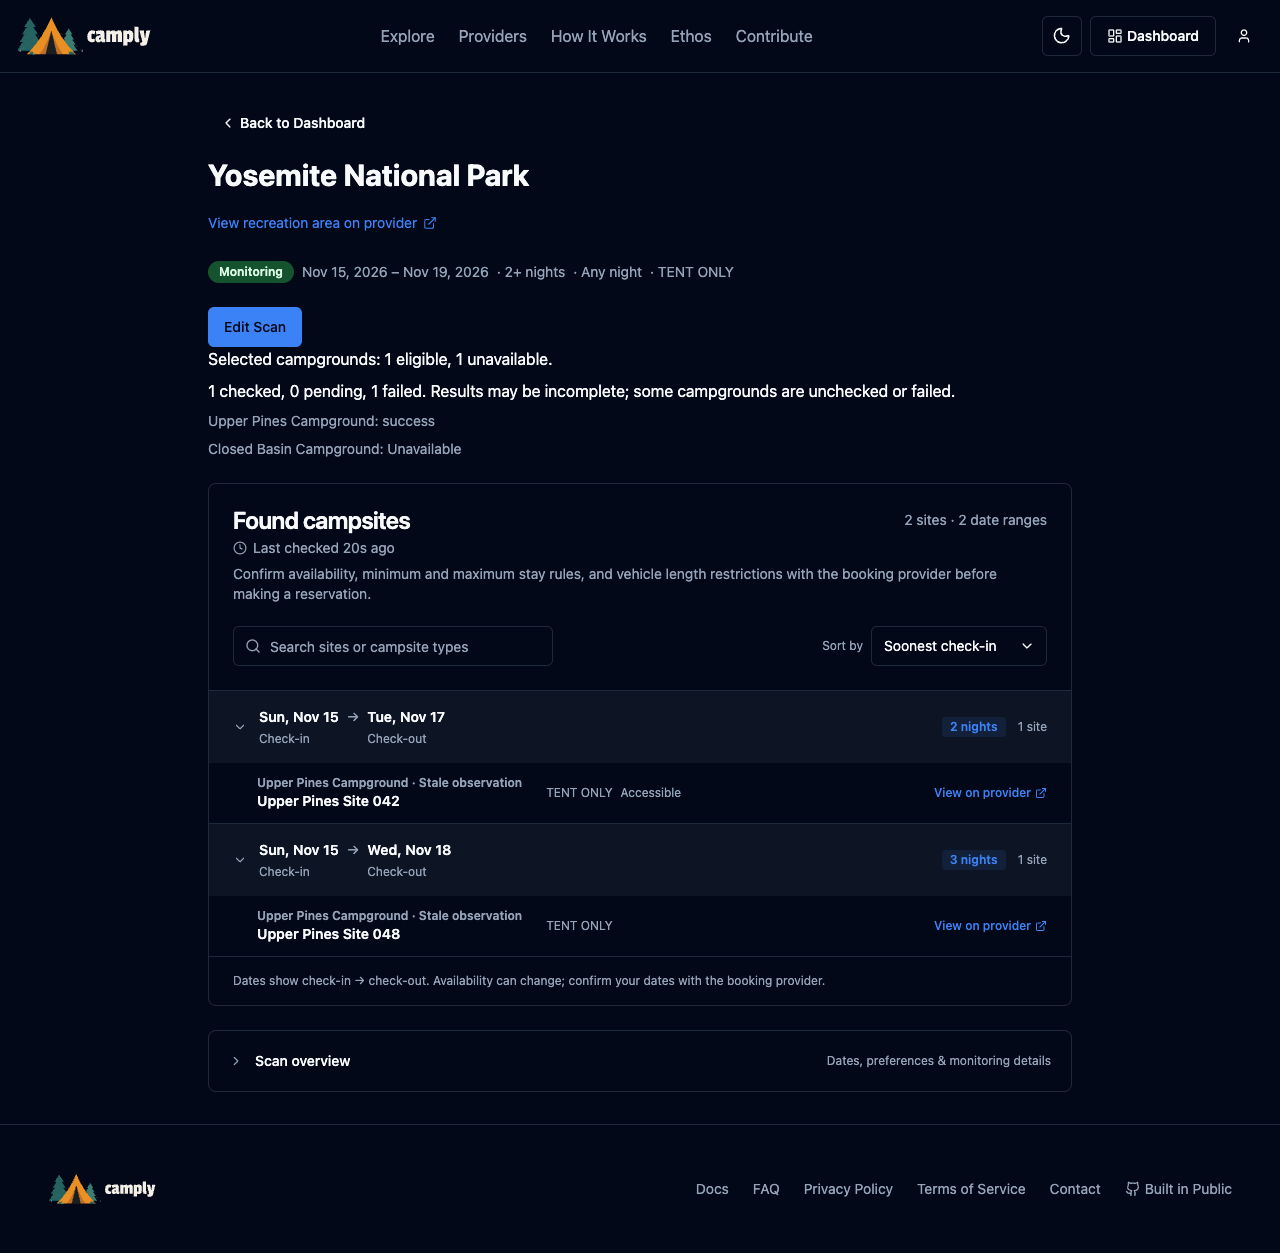 camply
Explore Providers How It Works Ethos Contribute
Dashboard
Back to Dashboard
Yosemite National Park
View recreation area on provider
Monitoring Nov 15, 2026 – Nov 19, 2026 · 2+ nights · Any night · TENT ONLY
Edit Scan
Selected campgrounds: 1 eligible, 1 unavailable.
1 checked, 0 pending, 1 failed. Results may be incomplete; some campgrounds are unchecked or failed.
Upper Pines Campground: success
Closed Basin Campground: Unavailable
Found campsites
2 sites · 2 date ranges
Last checked 20s ago
Confirm availability, minimum and maximum stay rules, and vehicle length restrictions with the booking provider before
making a reservation.
Search sites or campsite types
Sort by Soonest check-in
Sun, Nov 15 → Tue, Nov 17
Check-in Check-out
2 nights 1 site
Upper Pines Campground · Stale observation
Upper Pines Site 042
TENT ONLY Accessible
View on provider
Sun, Nov 15 → Wed, Nov 18
Check-in Check-out
3 nights 1 site
Upper Pines Campground · Stale observation
Upper Pines Site 048
TENT ONLY
View on provider
Dates show check-in → check-out. Availability can change; confirm your dates with the booking provider.
Scan overview
Dates, preferences & monitoring details
camply
Docs FAQ Privacy Policy Terms of Service Contact Built in Public